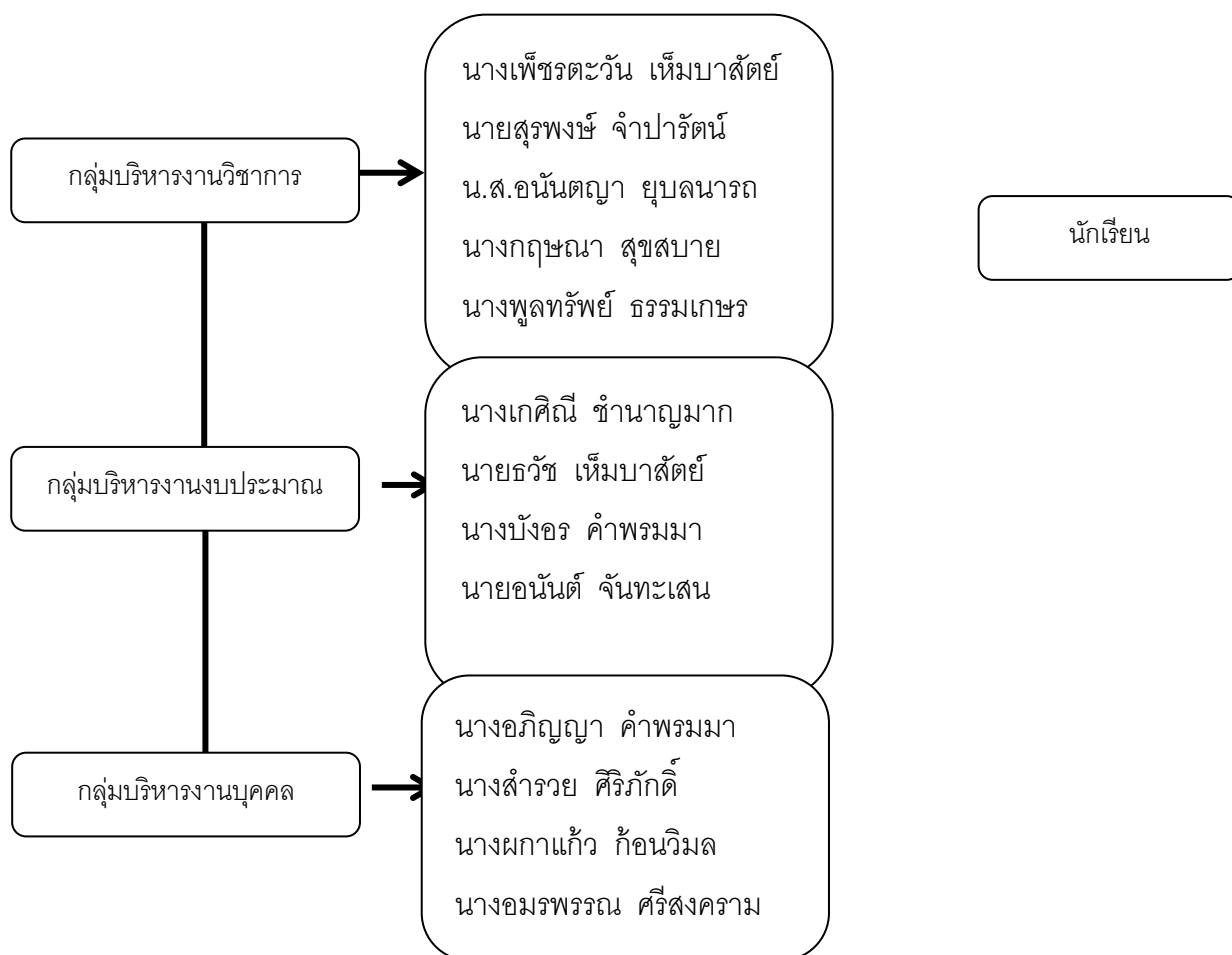 กลุ่มบริหารงานวิชาการ
นางเพ็ชรตะวัน เห็มบาสัตย์
นายสุรพงษ์ จำปารัตน์
น.ส.อนันตญา ยุบลนารถ
นางกฤษณา สุขสบาย
นางพูลทรัพย์ ธรรมเกษร
นักเรียน
กลุ่มบริหารงานงบประมาณ
นางเกศิณี ชำนาญมาก
นายธวัช เห็มบาสัตย์
นางบังอร คำพรมมา
นายอนันต์ จันทะเสน
กลุ่มบริหารงานบุคคล
นางอภิญญา คำพรมมา
นางสำรวย ศิริภักดิ์
นางผกาแก้ว ก้อนวิมล
นางอมรพรรณ ศรีสงคราม